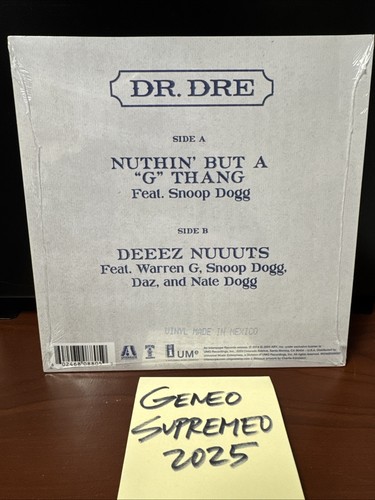 DR. DRE
SIDE A
NUTHIN' BUT A
"G" THANG
Feat. Snoop Dogg
SIDE B
DEEEZ NUUUTS
Feat. Warren G, Snoop Dogg,
Daz, and Nate Dogg
VINYL MADE IN MEXICO
UMe
GENEO
SUPREMEO
2025